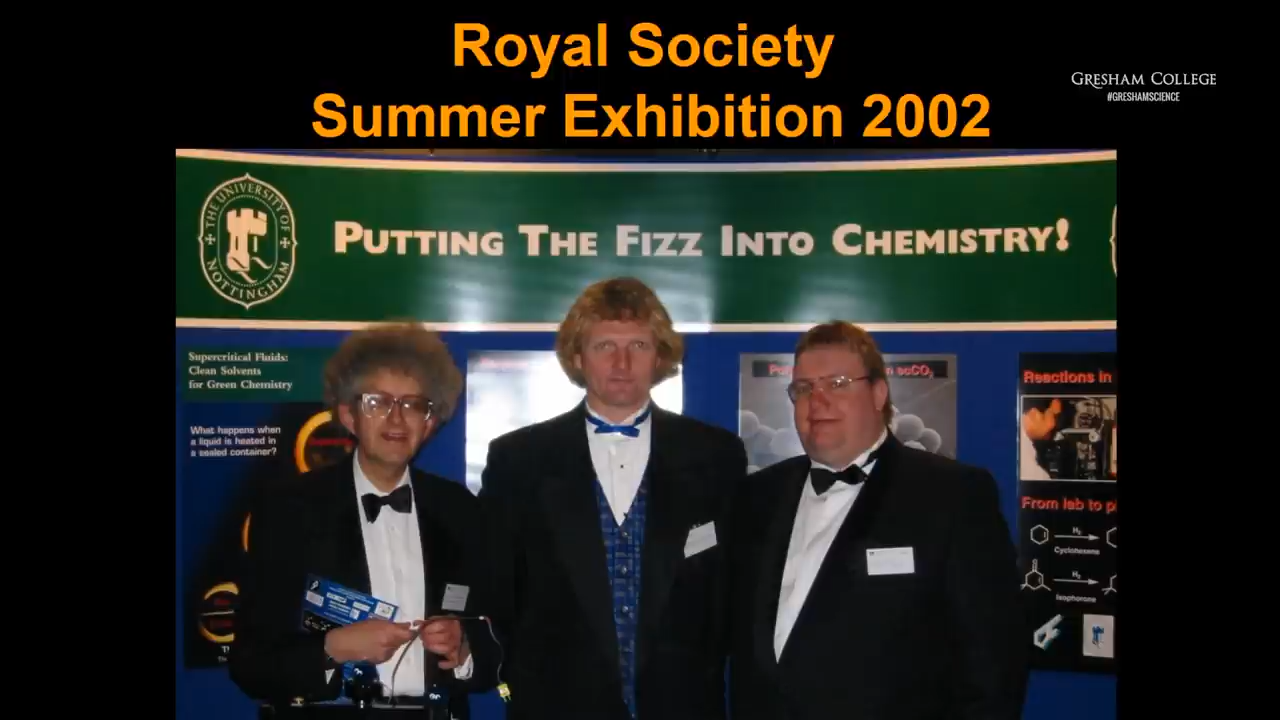 Royal Society
Summer Exhibition 2002
GRESHAM COLLEGE
#GRESHAMSCIENCE
THE UNIVERSITY OF NOTTINGHAM
PUTTING THE FIZZ INTO CHEMISTRY!
Supercritical Fluids:
Clean Solvents
for Green Chemistry
What happens when
a liquid is heated in
a sealed container?
scCO2
Reactions in
From lab to
H2
Cyclohexene
H2
Isophorone